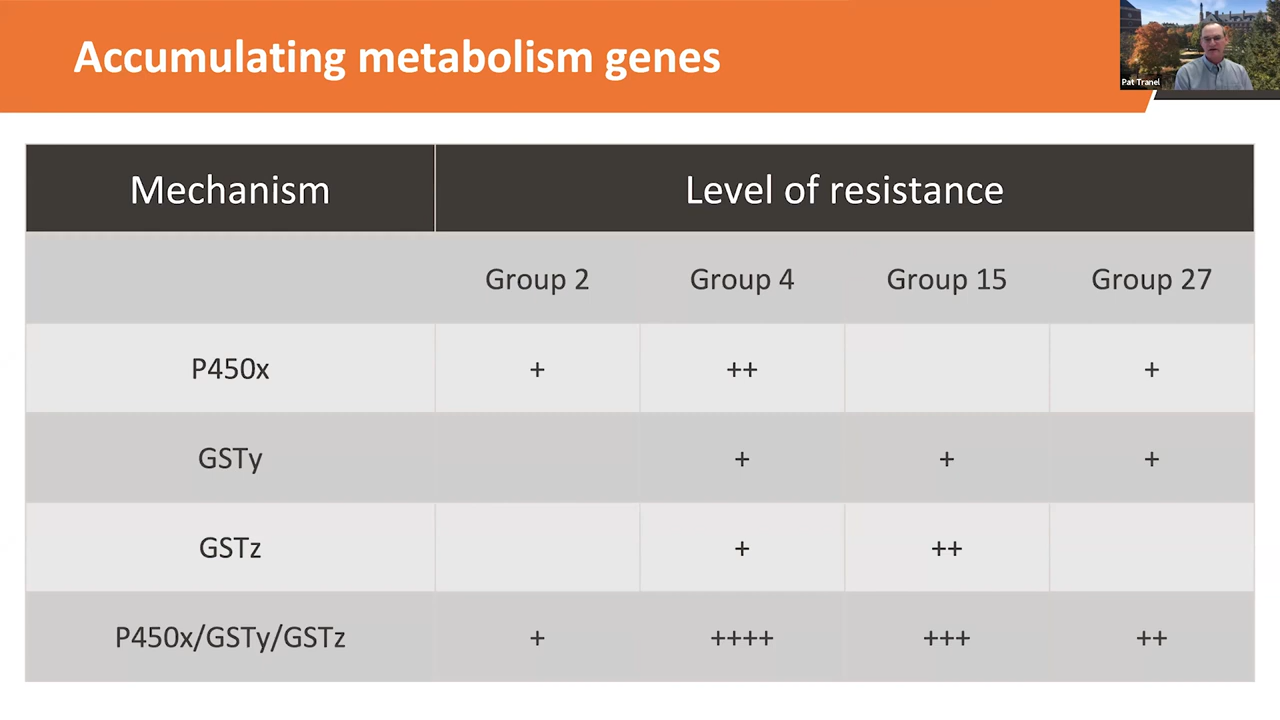 Accumulating metabolism genes
Pat Tranel
Mechanism Level of resistance
Group 2 Group 4 Group 15 Group 27
P450x + ++ +
GSTy + + +
GSTz + ++
P450x/GSTy/GSTz + ++++ +++ ++